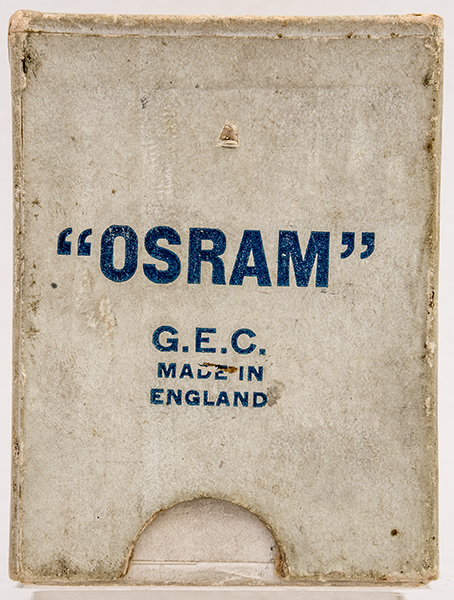 “OSRAM”
G.E.C.
MADE IN
ENGLAND